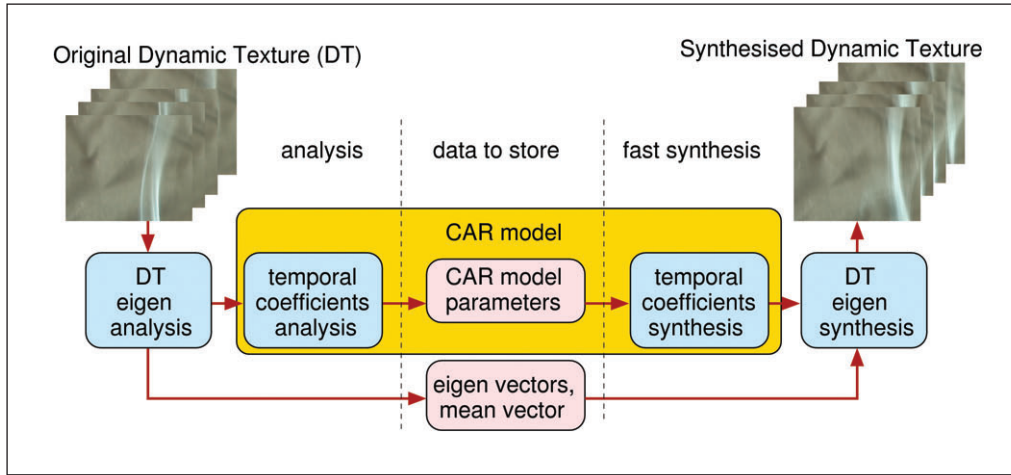 Original Dynamic Texture (DT)
Synthesised Dynamic Texture
analysis
data to store
fast synthesis
CAR model
DT
eigen
analysis
temporal
coefficients
analysis
CAR model
parameters
temporal
coefficients
synthesis
DT
eigen
synthesis
eigen vectors,
mean vector